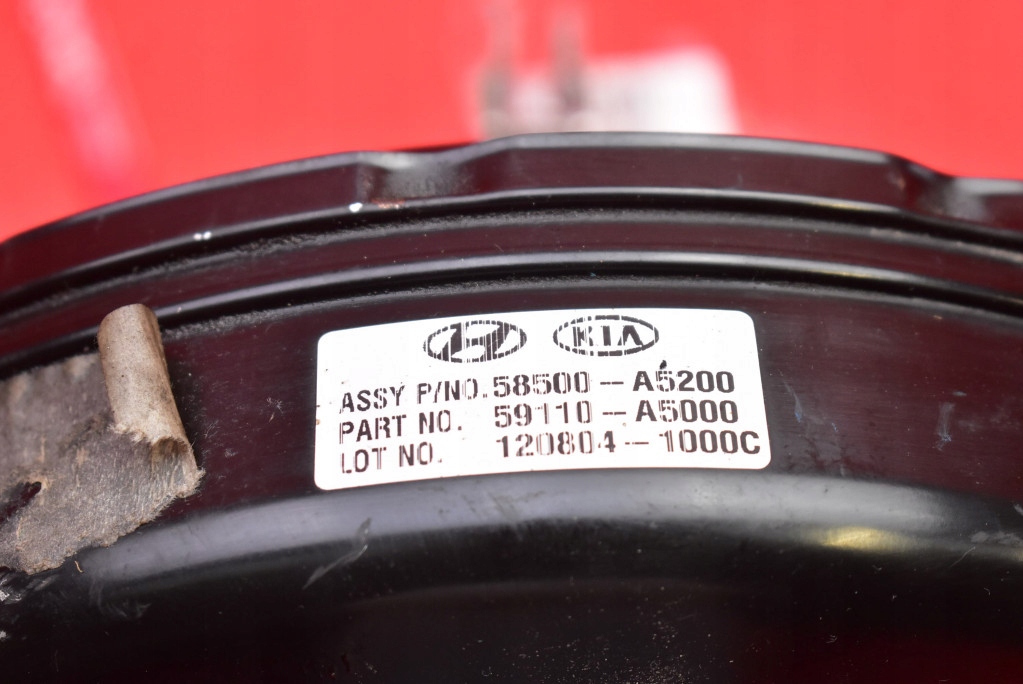 KIA
ASSY P/NO. 58500-A5200
PART NO. 59110-A5000
LOT NO. 120804-1000C